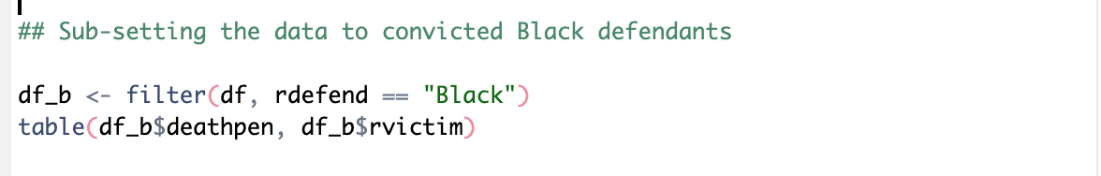 ## Sub-setting the data to convicted Black defendants
df_b <- filter(df, rdefend == "Black")
table(df_b$deathpen, df_b$rvictim)